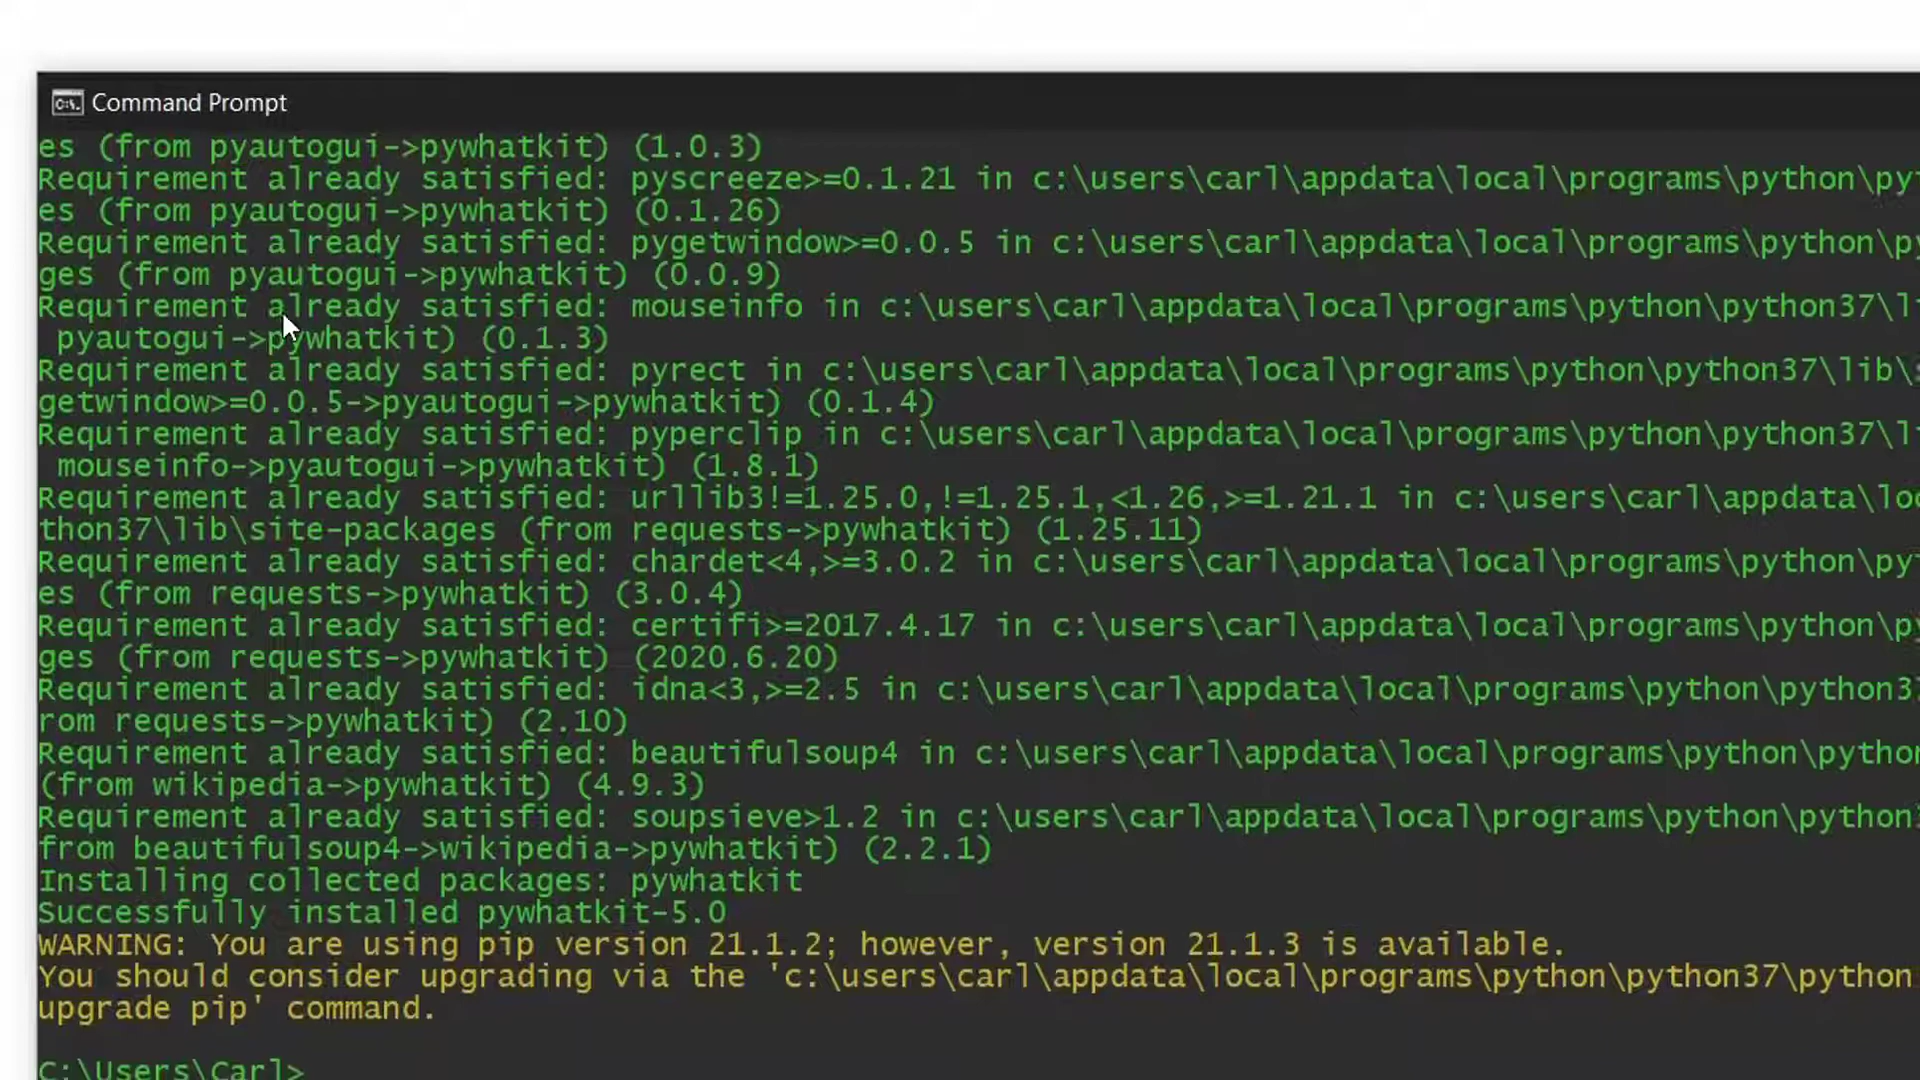 Command Prompt
es (from pyautogui->pywhatkit) (1.0.3)
Requirement already satisfied: pyscreeze>=0.1.21 in c:\users\carl\appdata\local\programs\python\py
es (from pyautogui->pywhatkit) (0.1.26)
Requirement already satisfied: pygetwindow>=0.0.5 in c:\users\carl\appdata\local\programs\python\p
ges (from pyautogui->pywhatkit) (0.0.9)
Requirement already satisfied: mouseinfo in c:\users\carl\appdata\local\programs\python\python37\l
pyautogui->pywhatkit) (0.1.3)
Requirement already satisfied: pyrect in c:\users\carl\appdata\local\programs\python\python37\lib\
getwindow>=0.0.5->pyautogui->pywhatkit) (0.1.4)
Requirement already satisfied: pyperclip in c:\users\carl\appdata\local\programs\python\python37\l
mouseinfo->pyautogui->pywhatkit) (1.8.1)
Requirement already satisfied: urllib3!=1.25.0,!=1.25.1,<1.26,>=1.21.1 in c:\users\carl\appdata\lo
thon37\lib\site-packages (from requests->pywhatkit) (1.25.11)
Requirement already satisfied: chardet<4,>=3.0.2 in c:\users\carl\appdata\local\programs\python\py
es (from requests->pywhatkit) (3.0.4)
Requirement already satisfied: certifi>=2017.4.17 in c:\users\carl\appdata\local\programs\python\p
ges (from requests->pywhatkit) (2020.6.20)
Requirement already satisfied: idna<3,>=2.5 in c:\users\carl\appdata\local\programs\python\python3
rom requests->pywhatkit) (2.10)
Requirement already satisfied: beautifulsoup4 in c:\users\carl\appdata\local\programs\python\python
(from wikipedia->pywhatkit) (4.9.3)
Requirement already satisfied: soupsieve>1.2 in c:\users\carl\appdata\local\programs\python\python
from beautifulsoup4->wikipedia->pywhatkit) (2.2.1)
Installing collected packages: pywhatkit
Successfully installed pywhatkit-5.0
WARNING: You are using pip version 21.1.2; however, version 21.1.3 is available.
You should consider upgrading via the 'c:\users\carl\appdata\local\programs\python\python37\python
upgrade pip' command.
C:\Users\Carl>